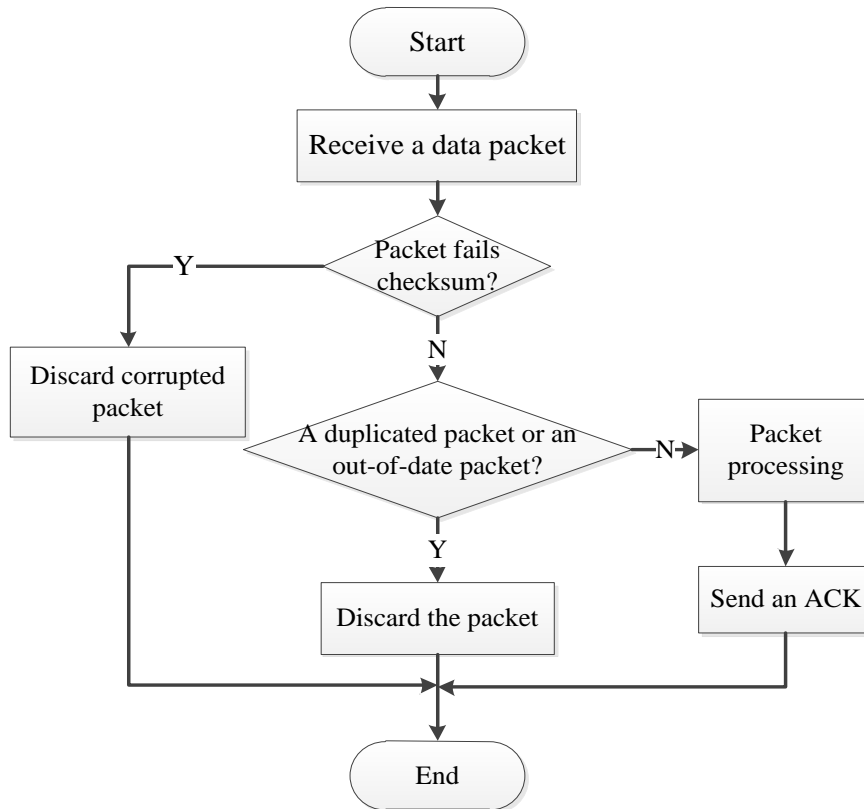 Start
Receive a data packet
Packet fails
checksum?
Y
N
Discard corrupted
packet
A duplicated packet or an
out-of-date packet?
N
Packet
processing
Y
Discard the packet
Send an ACK
End